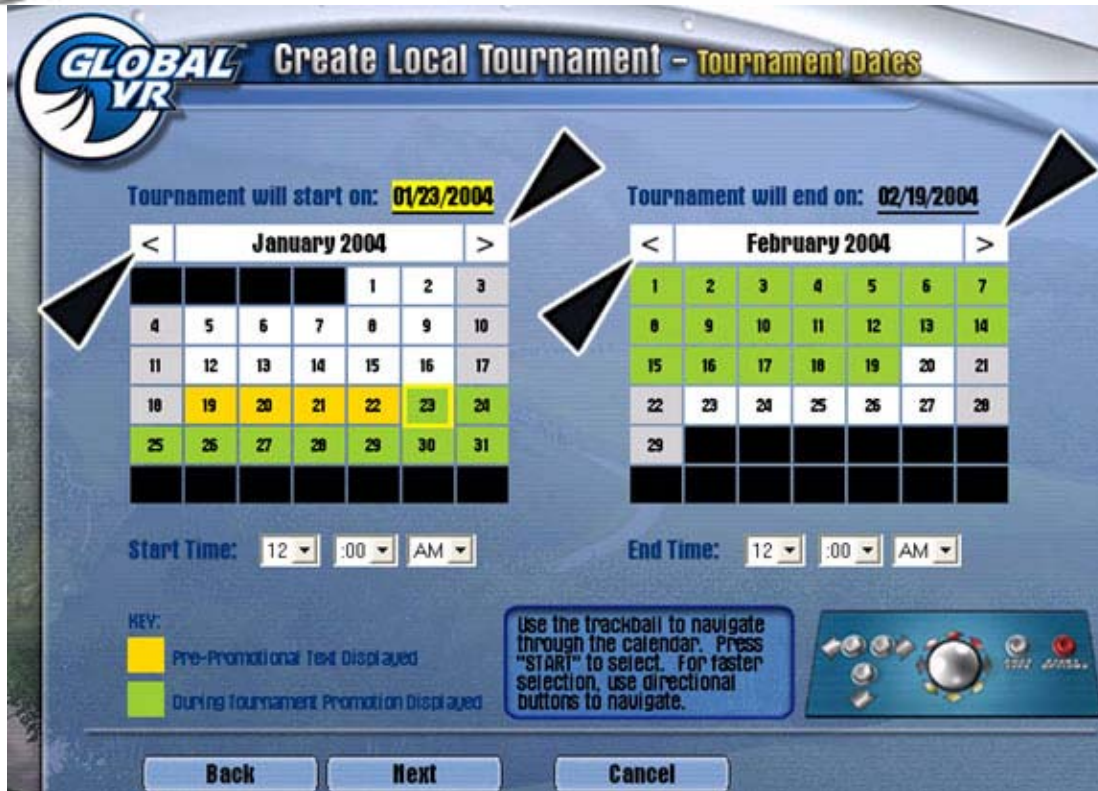 GLOBAL VR
Create Local Tournament - Tournament Dates
Tournament will start on: 01/23/2004
< January 2004 >
1 2 3
4 5 6 7 8 9 10
11 12 13 14 15 16 17
18 19 20 21 22 23 24
25 26 27 28 29 30 31
Start Time: 12 :00 AM
Tournament will end on: 02/19/2004
< February 2004 >
1 2 3 4 5 6 7
8 9 10 11 12 13 14
15 16 17 18 19 20 21
22 23 24 25 26 27 28
29
End Time: 12 :00 AM
KEY:
Pre-Promotional Text Displayed
During Tournament Promotion Displayed
Use the trackball to navigate
through the calendar. Press
"START" to select. For faster
selection, use directional
buttons to navigate.
Back Next Cancel